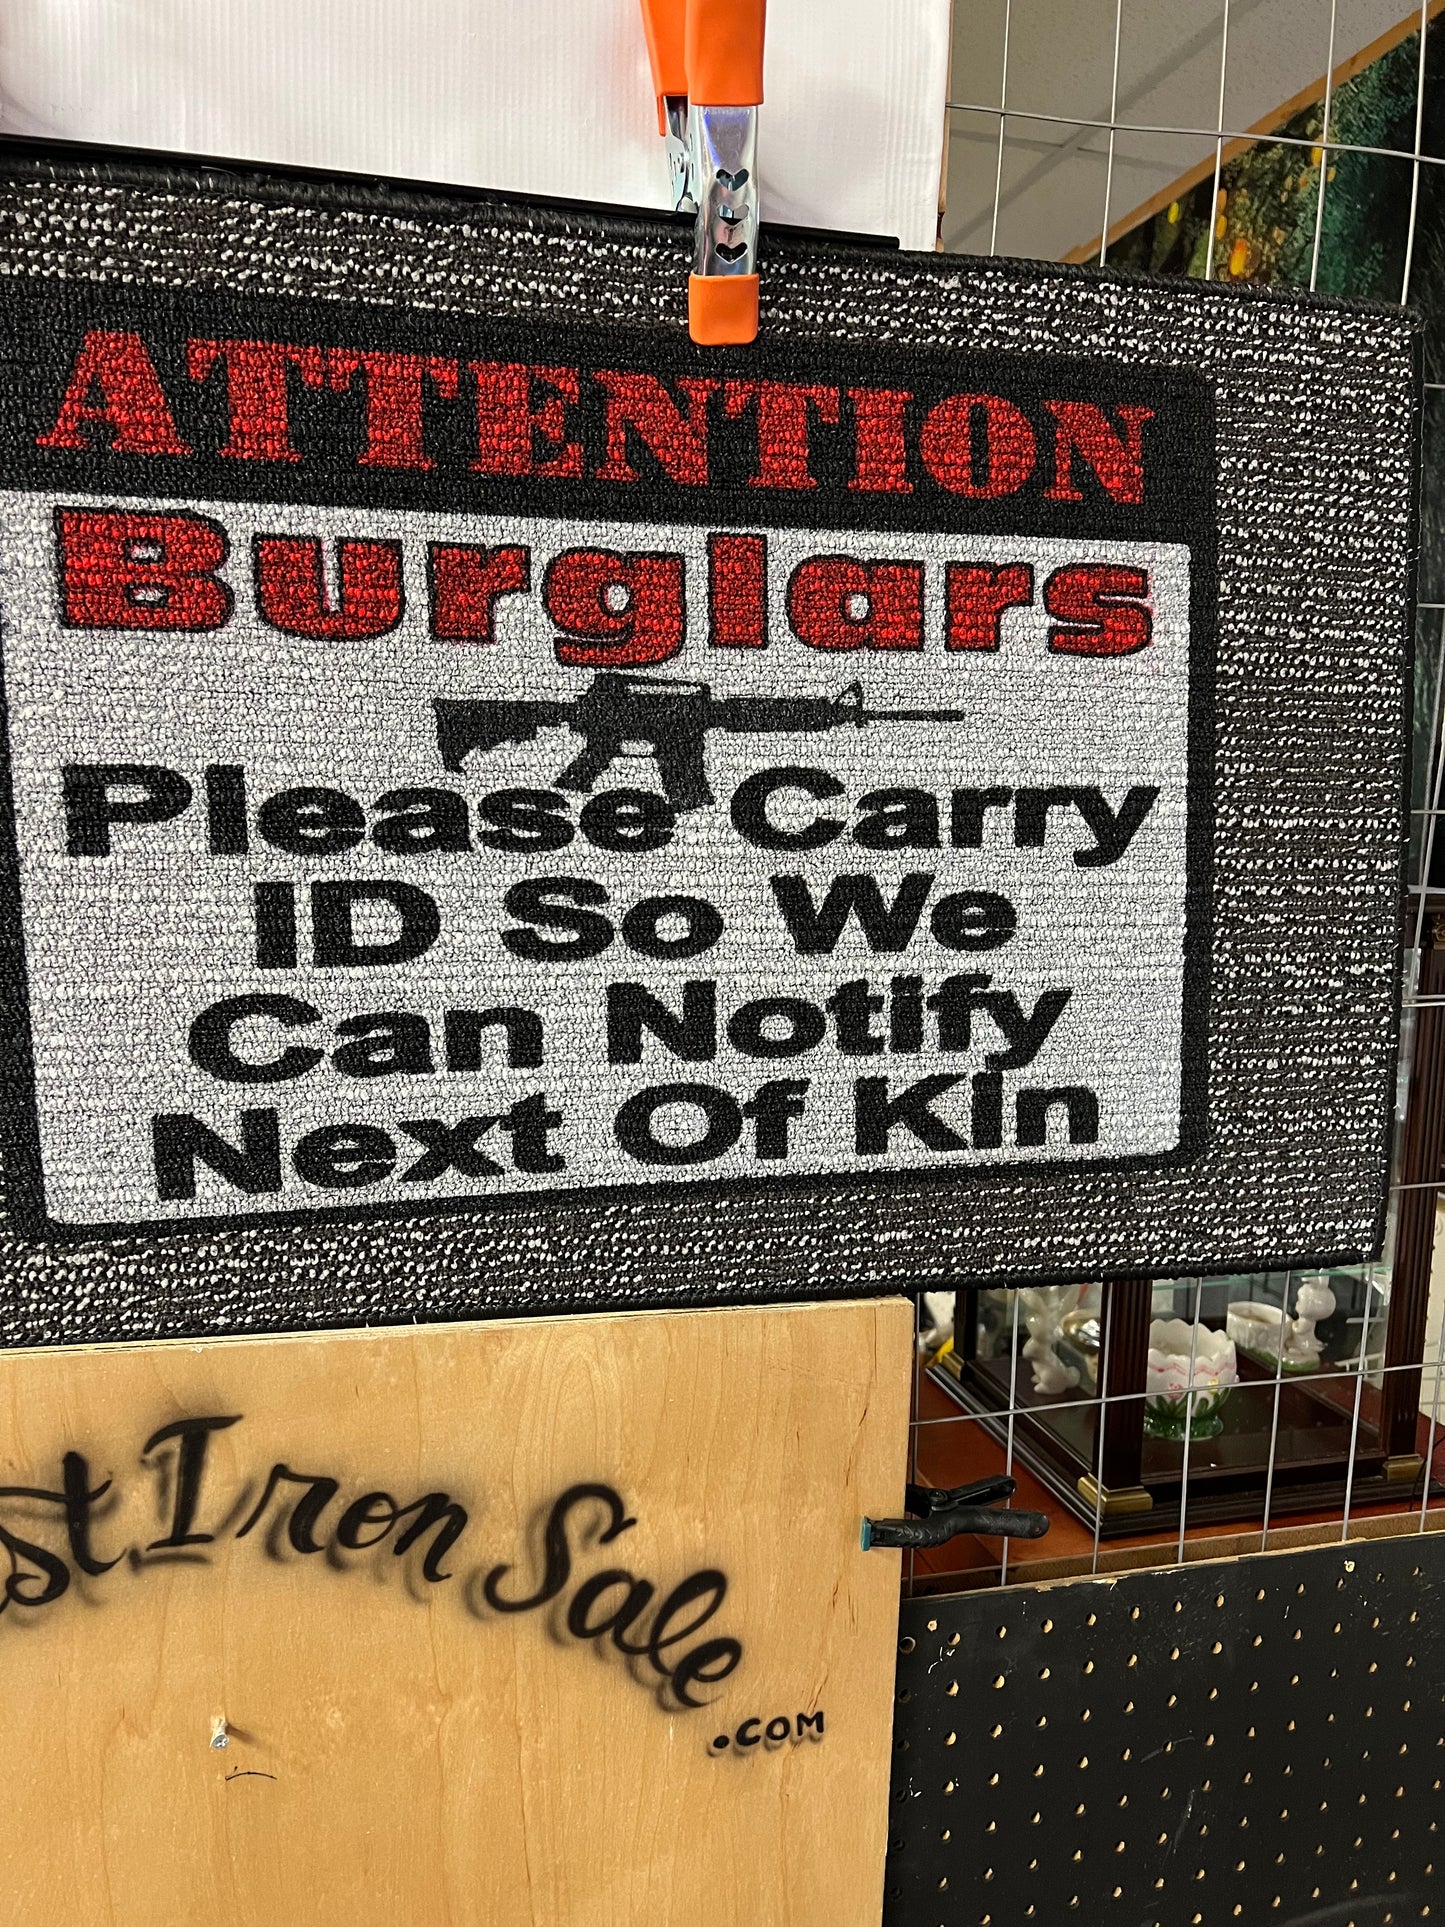 ATTENTION
Burglars
Please Carry
ID So We
Can Notify
Next Of Kin
st Iron Sale
.COM